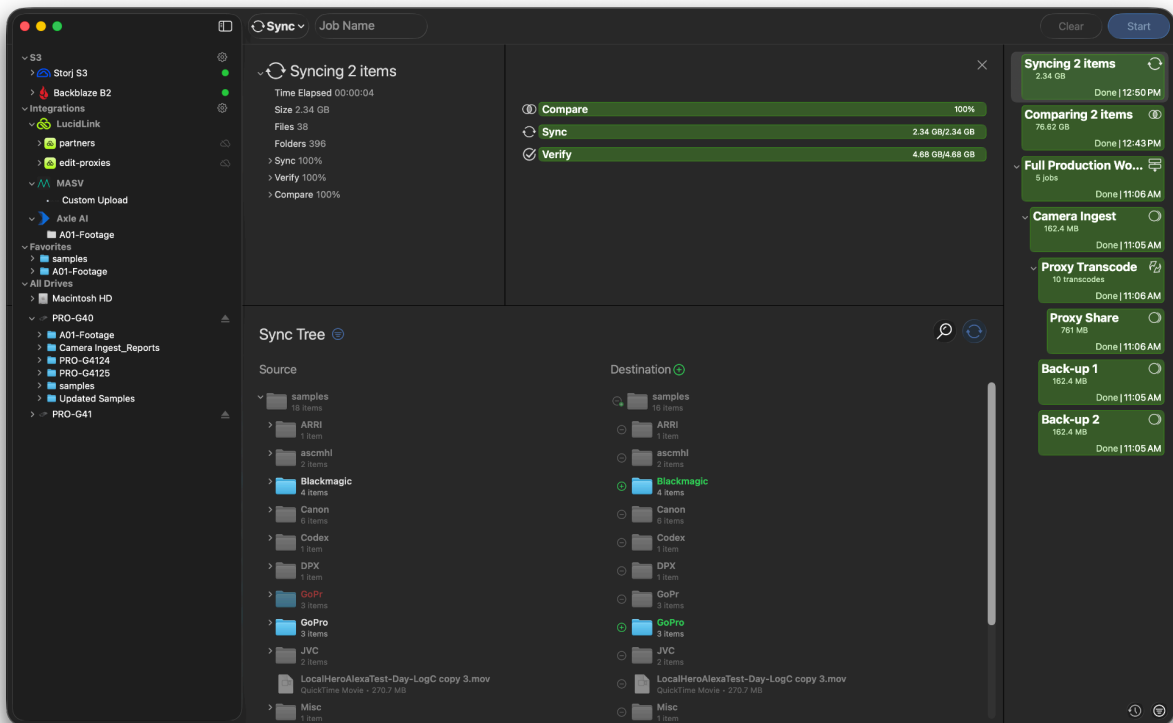 Sync
Job Name
Clear
Start
S3
Storj S3
Backblaze B2
Integrations
LucidLink
partners
edit-proxies
MASV
Custom Upload
Axle AI
A01-Footage
Favorites
samples
A01-Footage
All Drives
Macintosh HD
PRO-G40
A01-Footage
Camera Ingest_Reports
PRO-G4124
PRO-G4125
samples
Updated Samples
PRO-G41
Syncing 2 items
Time Elapsed 00:00:04
Size 2.34 GB
Files 38
Folders 396
Sync 100%
Verify 100%
Compare 100%
Compare 100%
Sync 2.34 GB/2.34 GB
Verify 4.68 GB/4.68 GB
Sync Tree
Source
samples
18 items
ARRI
1 item
ascmhl
2 items
Blackmagic
4 items
Canon
6 items
Codex
1 item
DPX
1 item
GoPr
3 items
GoPro
3 items
JVC
2 items
LocalHeroAlexaTest-Day-LogC copy 3.mov
QuickTime Movie • 270.7 MB
Misc
1 item
Destination
samples
16 items
ARRI
1 item
ascmhl
2 items
Blackmagic
4 items
Canon
6 items
Codex
1 item
DPX
1 item
GoPr
3 items
GoPro
3 items
JVC
2 items
LocalHeroAlexaTest-Day-LogC copy 3.mov
QuickTime Movie • 270.7 MB
Misc
1 item
Syncing 2 items
2.34 GB
Done | 12:50 PM
Comparing 2 items
76.62 GB
Done | 12:43 PM
Full Production Wo...
5 jobs
Done | 11:06 AM
Camera Ingest
162.4 MB
Done | 11:05 AM
Proxy Transcode
10 transcodes
Done | 11:06 AM
Proxy Share
761 MB
Done | 11:06 AM
Back-up 1
162.4 MB
Done | 11:05 AM
Back-up 2
162.4 MB
Done | 11:05 AM